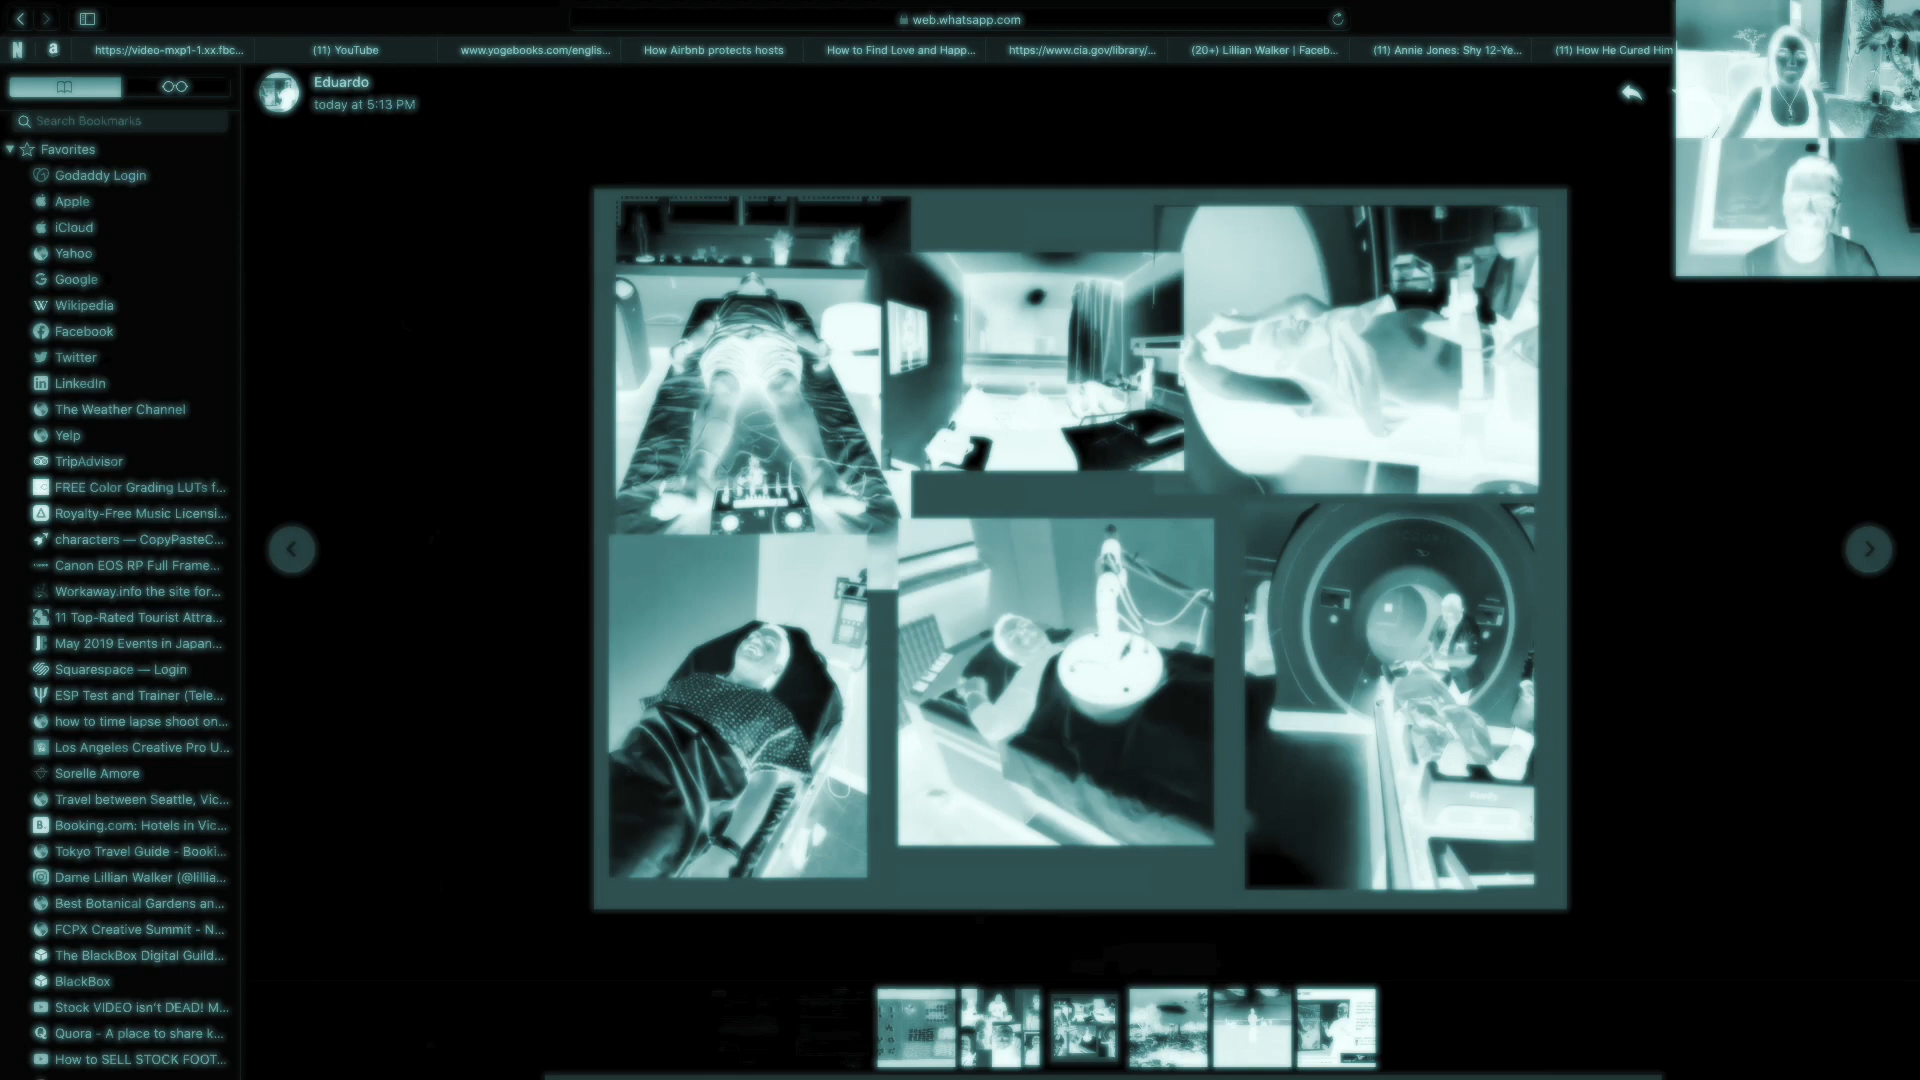 web.whatsapp.com
N
a
https://video-mxp1-1.xx.fbc...
(11) YouTube
www.yogebooks.com/englis...
How Airbnb protects hosts
How to Find Love and Happ...
https://www.cia.gov/library/...
(20+) Lillian Walker | Faceb...
(11) Annie Jones: Shy 12-Ye...
(11) How He Cured Him
Eduardo
today at 5:13 PM
Search Bookmarks
Favorites
Godaddy Login
Apple
iCloud
Yahoo
Google
Wikipedia
Facebook
Twitter
LinkedIn
The Weather Channel
Yelp
TripAdvisor
FREE Color Grading LUTs f...
Royalty-Free Music Licensi...
characters — CopyPasteC...
Canon EOS RP Full Frame...
Workaway.info the site for...
11 Top-Rated Tourist Attra...
May 2019 Events in Japan...
Squarespace — Login
ESP Test and Trainer (Tele...
how to time lapse shoot on...
Los Angeles Creative Pro U...
Sorelle Amore
Travel between Seattle, Vic...
Booking.com: Hotels in Vic...
Tokyo Travel Guide - Booki...
Dame Lillian Walker (@lillia...
Best Botanical Gardens an...
FCPX Creative Summit - N...
The BlackBox Digital Guild...
BlackBox
Stock VIDEO isn't DEAD! M...
Quora - A place to share k...
How to SELL STOCK FOOT...